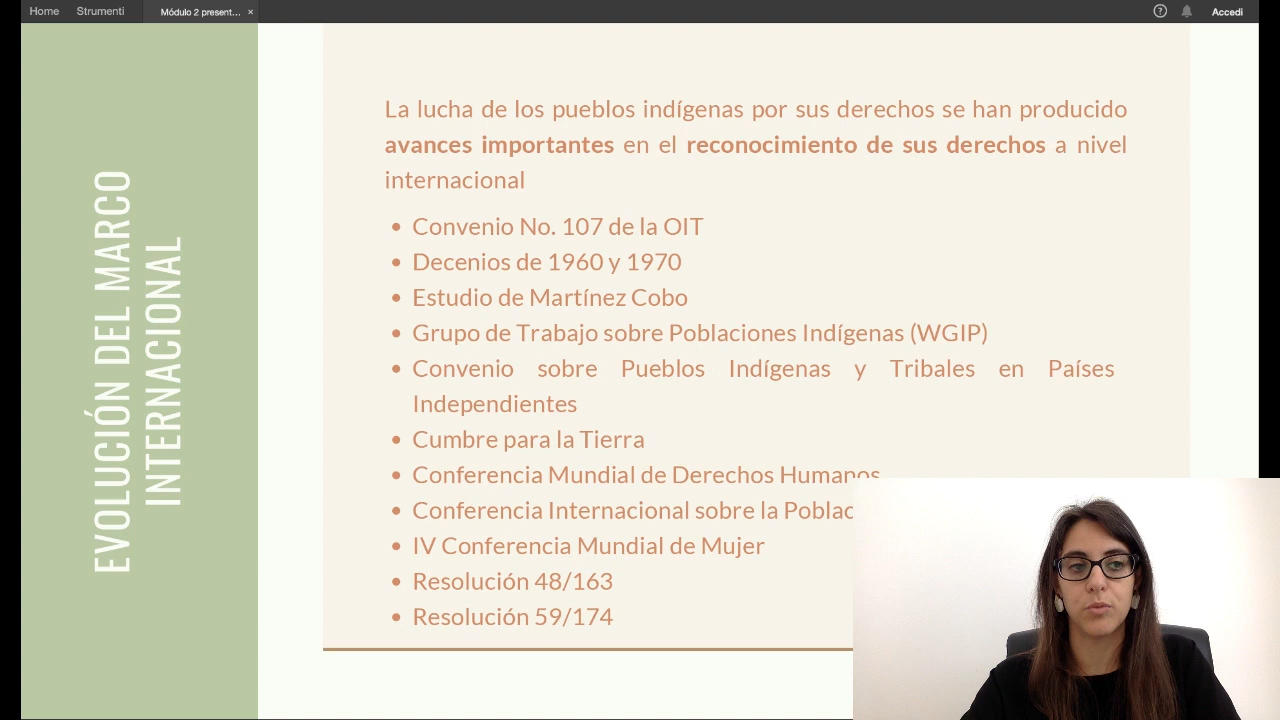 Home Strumenti Módulo 2 present... × ? Accedi
EVOLUCIÓN DEL MARCO
INTERNACIONAL
La lucha de los pueblos indígenas por sus derechos se han producido
avances importantes en el reconocimiento de sus derechos a nivel
internacional
• Convenio No. 107 de la OIT
• Decenios de 1960 y 1970
• Estudio de Martínez Cobo
• Grupo de Trabajo sobre Poblaciones Indígenas (WGIP)
• Convenio sobre Pueblos Indígenas y Tribales en Países
Independientes
• Cumbre para la Tierra
• Conferencia Mundial de Derechos Humanos
• Conferencia Internacional sobre la Poblac
• IV Conferencia Mundial de Mujer
• Resolución 48/163
• Resolución 59/174